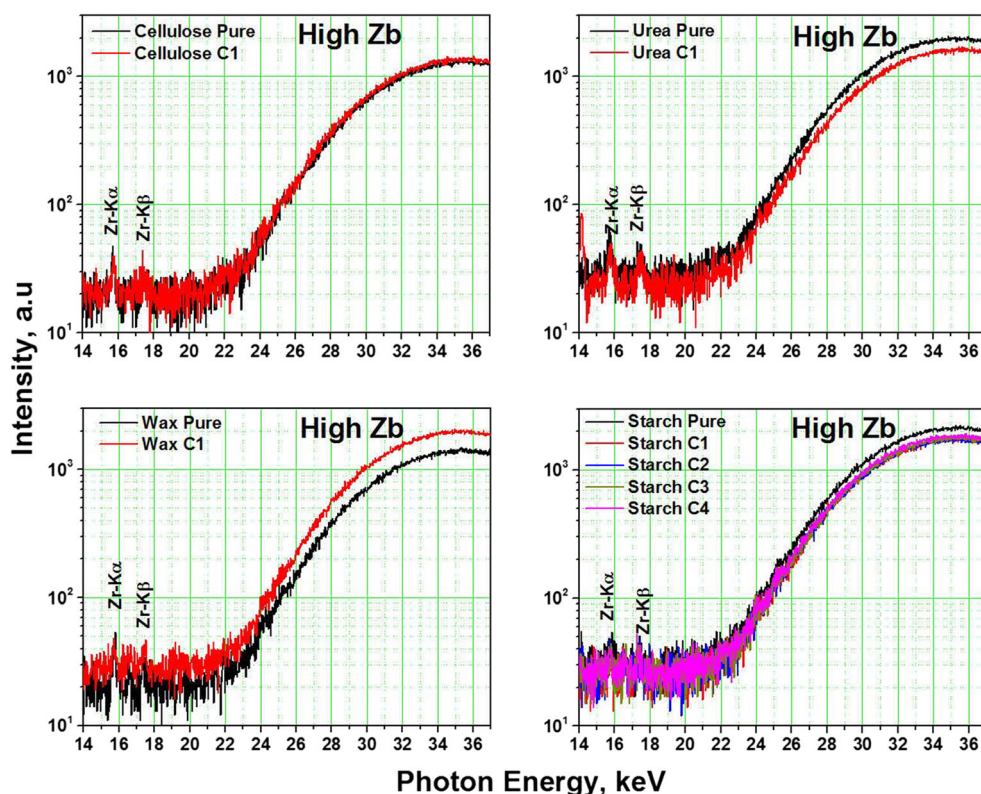 Cellulose Pure
Cellulose C1
High Zb
10³
10²
10¹
Zr-Kα
Zr-Kβ
14 16 18 20 22 24 26 28 30 32 34 36
Urea Pure
Urea C1
High Zb
10³
10²
10¹
Zr-Kα
Zr-Kβ
14 16 18 20 22 24 26 28 30 32 34 36
Intensity, a.u
Wax Pure
Wax C1
High Zb
10³
10²
10¹
Zr-Kα
Zr-Kβ
14 16 18 20 22 24 26 28 30 32 34 36
Starch Pure
Starch C1
Starch C2
Starch C3
Starch C4
High Zb
10³
10²
10¹
Zr-Kα
Zr-Kβ
14 16 18 20 22 24 26 28 30 32 34 36
Photon Energy, keV